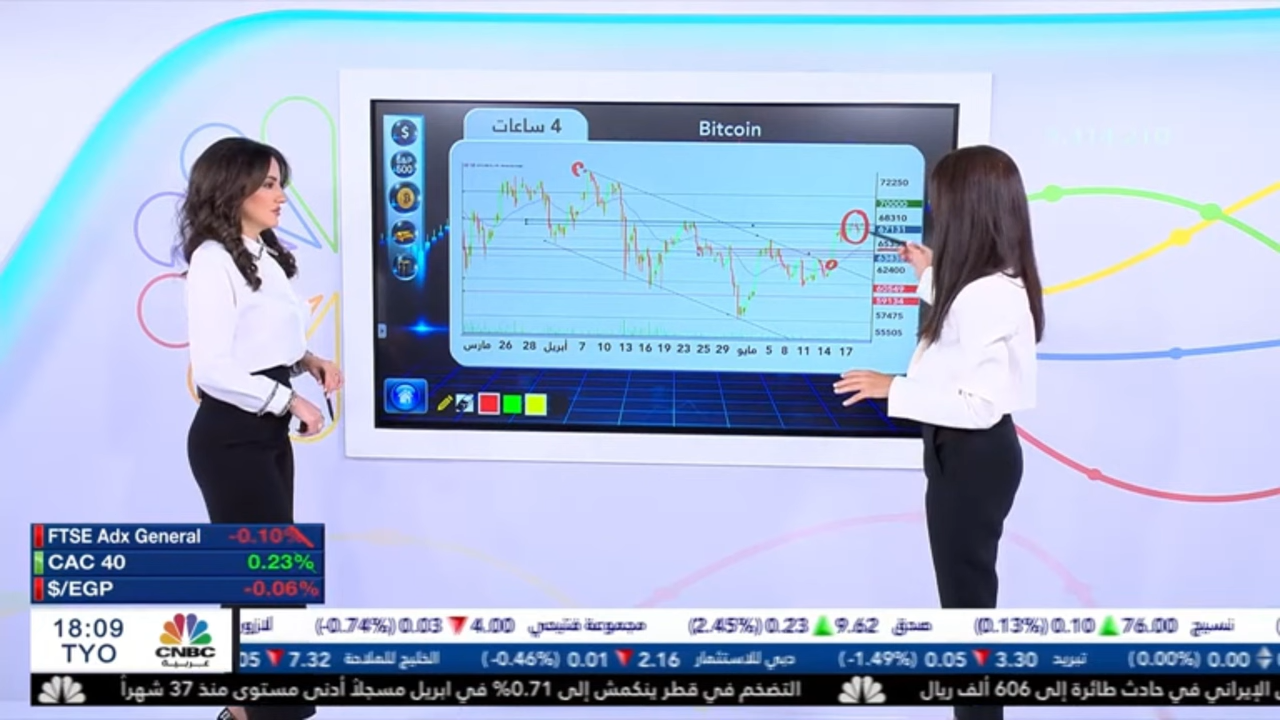 4 ساعات
Bitcoin
$
500
72250
70000
68310
67131
62400
60549
59134
57475
55505
مارس 26 28 أبريل 7 10 13 16 19 23 25 29 مايو 5 8 11 14 17
FTSE Adx General -0.10%
CAC 40 0.23%
$/EGP -0.06%
18:09
TYO
CNBC
عربية
نسيج 76.00 0.10 (0.13%) صدق 9.62 0.23 (2.45%) مجموعة فتيحي 4.00 0.03 (-0.74%)
0.00 (0.00%) تبريد 3.30 0.05 (-1.49%) دبي للاستثمار 2.16 0.01 (-0.46%) الخليج للملاحة 7.32 05
الإيراني في حادث طائرة إلى 606 ألف ريال التضخم في قطر ينكمش إلى 0.71% في ابريل مسجلاً أدنى مستوى منذ 37 شهراً